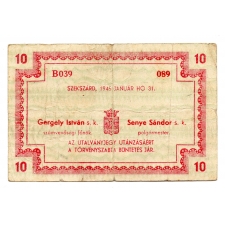 10 10
B039 089
SZEKSZÁRD, 1946 JANUÁR HÓ 31.
Gergely István s. k. Senye Sándor s. k.
polgármester
AZ UTALVÁNYJEGY UTÁNZÁSÁÉRT
A TÖRVÉNYSZABTA BÜNTETÉS JÁR.
10 10